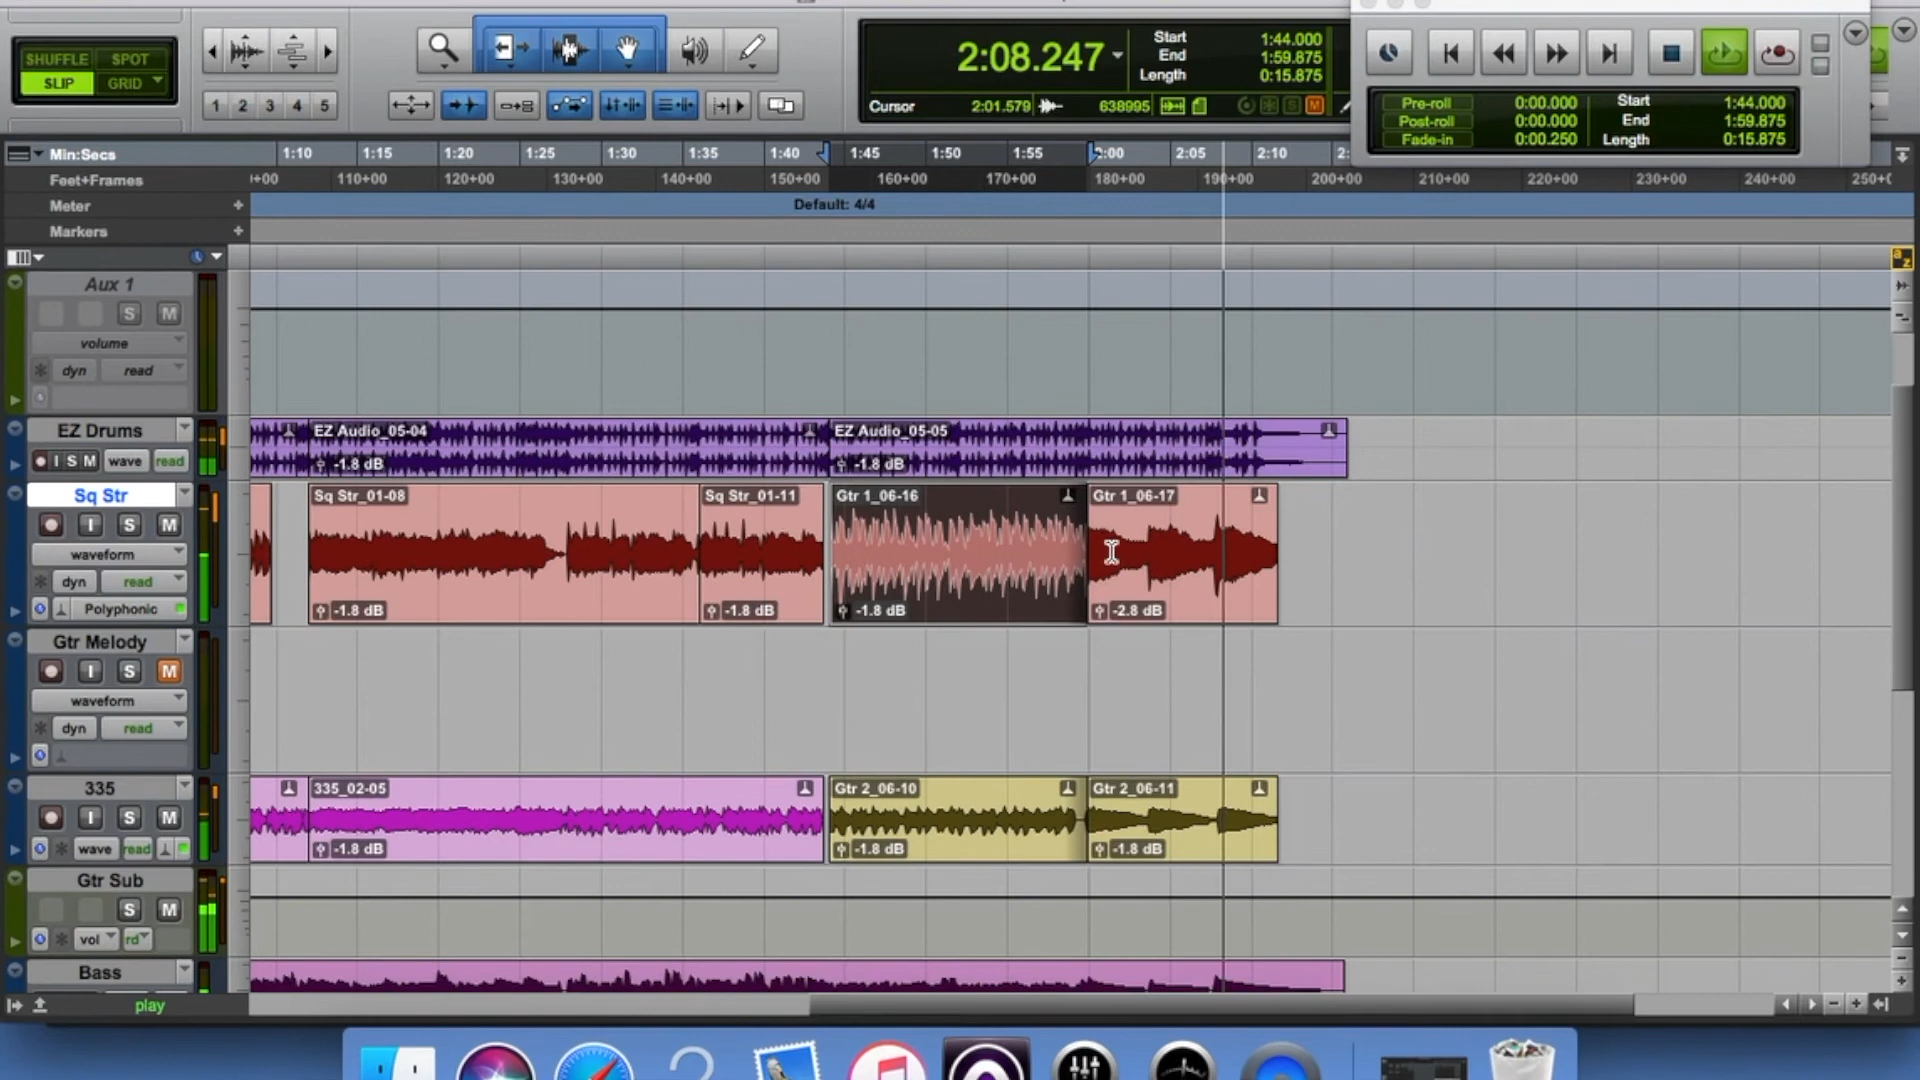 SHUFFLE SPOT
SLIP GRID
1 2 3 4 5
2:08.247
Start 1:44.000
End 1:59.875
Length 0:15.875
Cursor 2:01.579 638995
Pre-roll 0:00.000 Start 1:44.000
Post-roll 0:00.000 End 1:59.875
Fade-in 0:00.250 Length 0:15.875
Min:Secs 1:10 1:15 1:20 1:25 1:30 1:35 1:40 1:45 1:50 1:55 2:00 2:05 2:10
Feet+Frames 110+00 120+00 130+00 140+00 150+00 160+00 170+00 180+00 190+00 200+00 210+00 220+00 230+00 240+00
Meter Default: 4/4
Markers
Aux 1
S M
volume
dyn read
EZ Drums EZ Audio_05-04 EZ Audio_05-05
I S M wave read -1.8 dB -1.8 dB
Sq Str Sq Str_01-08 Sq Str_01-11 Gtr 1_06-16 Gtr 1_06-17
I S M
waveform
dyn read
Polyphonic -1.8 dB -1.8 dB -1.8 dB -2.8 dB
Gtr Melody
I S M
waveform
dyn read
335 335_02-05 Gtr 2_06-10 Gtr 2_06-11
I S M
wave read -1.8 dB -1.8 dB -1.8 dB
Gtr Sub
S M
vol rd
Bass
play